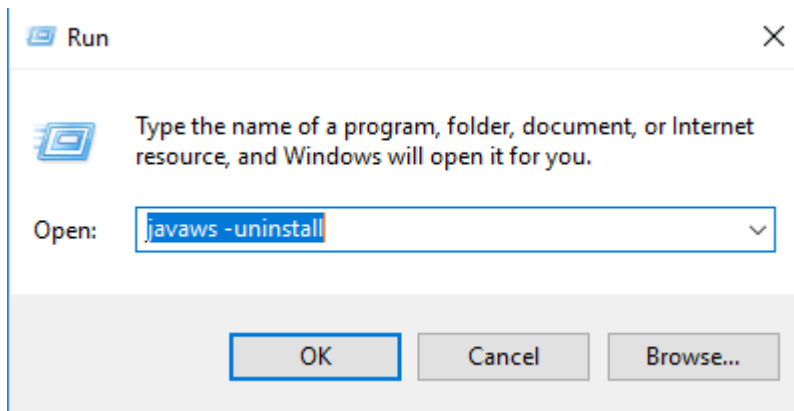 Run
Type the name of a program, folder, document, or Internet
resource, and Windows will open it for you.
Open: javaws -uninstall
OK Cancel Browse...